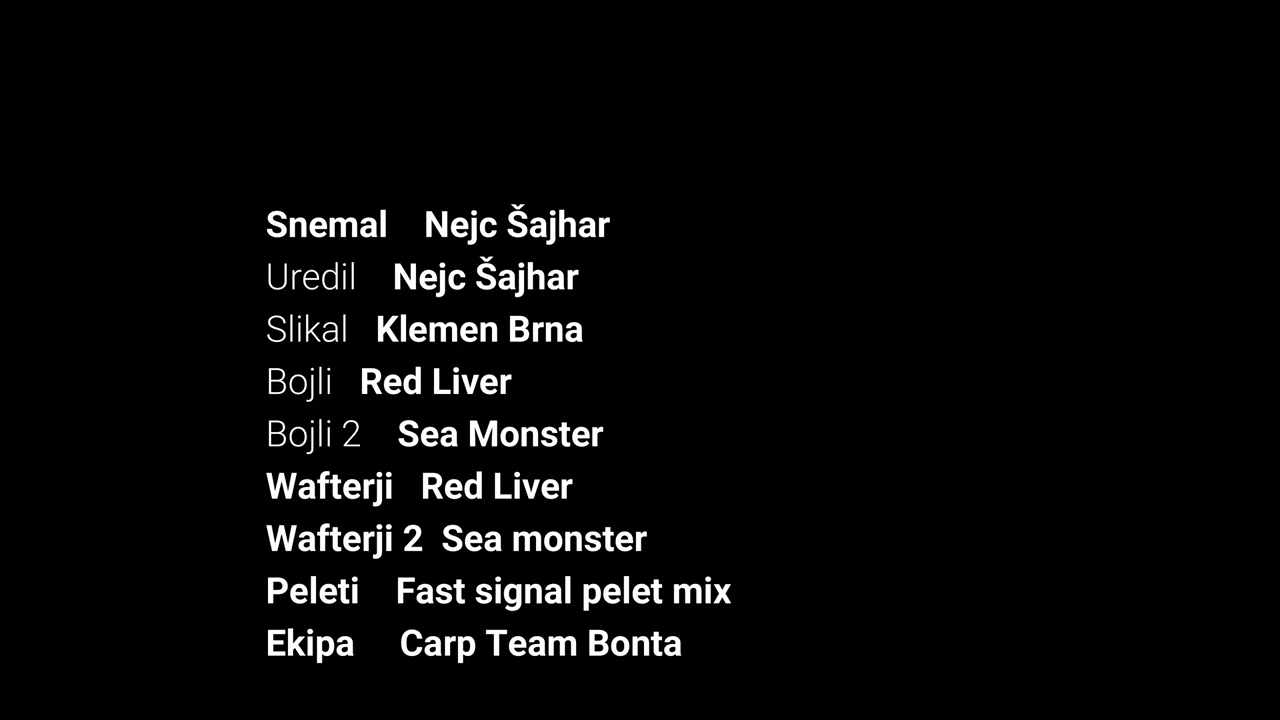 Snemal Nejc Šajhar
Uredil Nejc Šajhar
Slikal Klemen Brna
Bojli Red Liver
Bojli 2 Sea Monster
Wafterji Red Liver
Wafterji 2 Sea monster
Peleti Fast signal pelet mix
Ekipa Carp Team Bonta